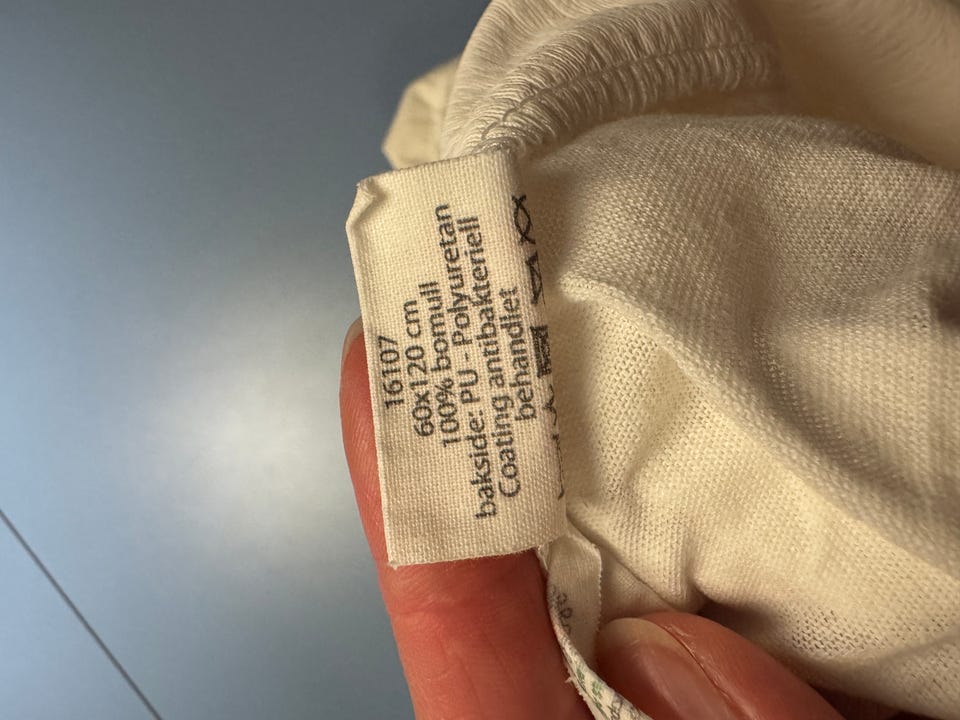 16107
60x120 cm
100% bomull
bakside: PU - Polyuretan
Coating antibakteriell
behandlet